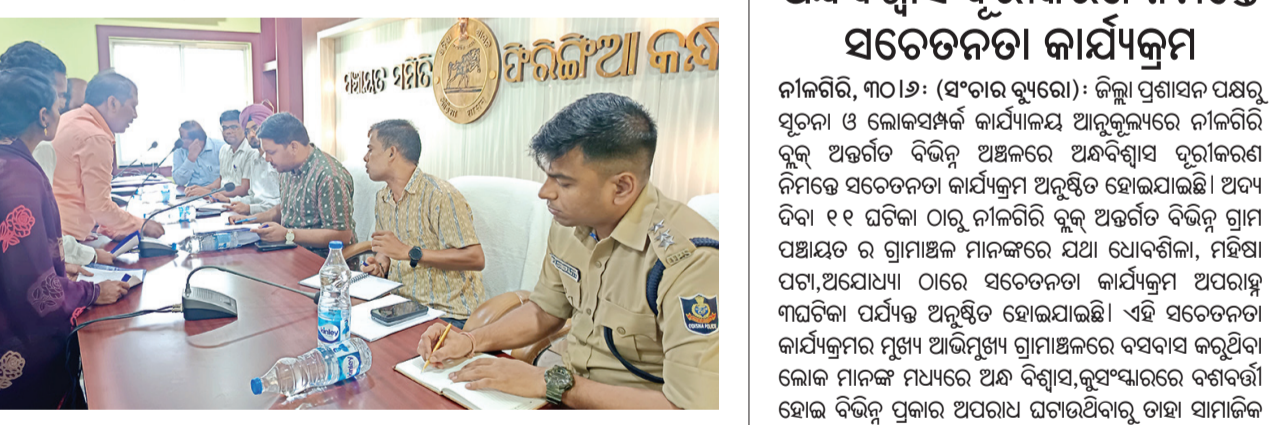 ପଞ୍ଚାୟତ ସମିତି
ଫିରିଙ୍ଗିଆ
ODISHA POLICE
ସଚେତନତା କାର୍ଯ୍ୟକ୍ରମ
ନୀଳଗିରି, ୩୦।୬: (ସଂଚାର ବ୍ୟୁରୋ): ଜିଲ୍ଲା ପ୍ରଶାସନ ପକ୍ଷରୁ
ସୂଚନା ଓ ଲୋକସମ୍ପର୍କ କାର୍ଯ୍ୟାଳୟ ଆନୁକୂଲ୍ୟରେ ନୀଳଗିରି
ବ୍ଲକ୍ ଅନ୍ତର୍ଗତ ବିଭିନ୍ନ ଅଞ୍ଚଳରେ ଅନ୍ଧବିଶ୍ୱାସ ଦୂରୀକରଣ
ନିମନ୍ତେ ସଚେତନତା କାର୍ଯ୍ୟକ୍ରମ ଅନୁଷ୍ଠିତ ହୋଇଯାଇଛି। ଅଦ୍ୟ
ଦିବା ୧୧ ଘଟିକା ଠାରୁ ନୀଳଗିରି ବ୍ଲକ୍ ଅନ୍ତର୍ଗତ ବିଭିନ୍ନ ଗ୍ରାମ
ପଞ୍ଚାୟତ ର ଗ୍ରାମାଞ୍ଚଳ ମାନଙ୍କରେ ଯଥା ଧୋବଶିଳା, ମହିଷା
ପଟା,ଅଯୋଧ୍ୟା ଠାରେ ସଚେତନତା କାର୍ଯ୍ୟକ୍ରମ ଅପରାହ୍ନ
୩ଘଟିକା ପର୍ଯ୍ୟନ୍ତ ଅନୁଷ୍ଠିତ ହୋଇଯାଇଛି। ଏହି ସଚେତନତା
କାର୍ଯ୍ୟକ୍ରମର ମୁଖ୍ୟ ଆଭିମୁଖ୍ୟ ଗ୍ରାମାଞ୍ଚଳରେ ବସବାସ କରୁଥିବା
ଲୋକ ମାନଙ୍କ ମଧ୍ୟରେ ଅନ୍ଧ ବିଶ୍ୱାସ,କୁସଂସ୍କାରରେ ବଶବର୍ତ୍ତୀ
ହୋଇ ବିଭିନ୍ନ ପ୍ରକାର ଅପରାଧ ଘଟାଉଥିବାରୁ ତାହା ସାମାଜିକ